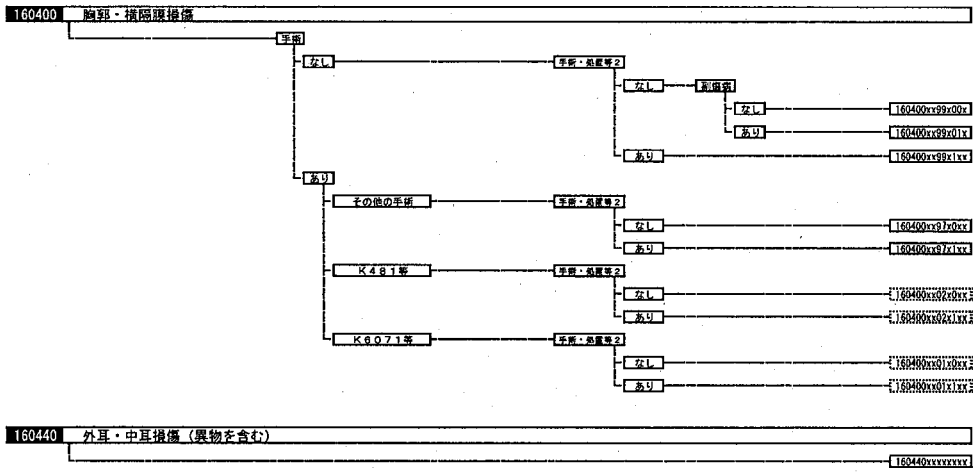 160400 胸郭・横隔膜損傷
手術
なし 手術・処置等2
なし 副傷病
なし 160400xx99x00x
あり 160400xx99x01x
あり 160400xx99x1xx
あり
その他の手術 手術・処置等2
なし 160400xx97x0xx
あり 160400xx97x1xx
K481等 手術・処置等2
なし 160400xx02x0xx
あり 160400xx02x1xx
K6071等 手術・処置等2
なし 160400xx01x0xx
あり 160400xx01x1xx
160440 外耳・中耳損傷（異物を含む）
160440xxxxxxxx